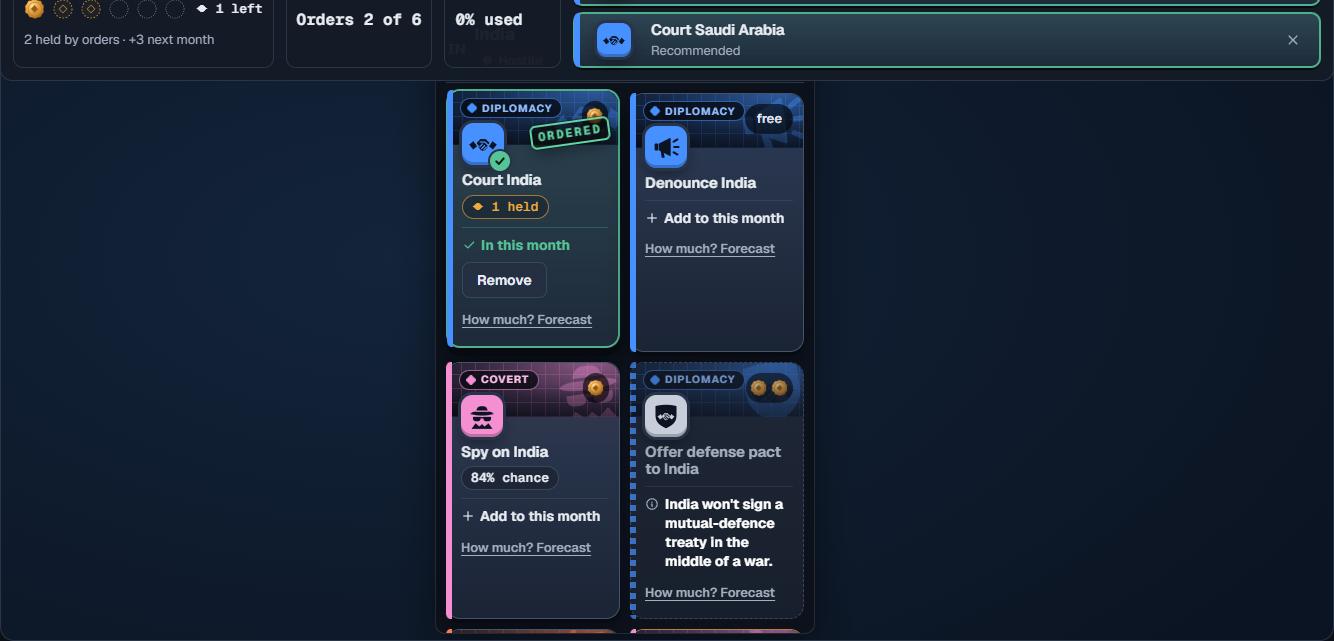 1 left
2 held by orders · +3 next month
Orders 2 of 6
0% used
India
IN
Hostile
Court Saudi Arabia
Recommended
DIPLOMACY
ORDERED
Court India
1 held
In this month
Remove
How much? Forecast
DIPLOMACY
free
Denounce India
Add to this month
How much? Forecast
COVERT
Spy on India
84% chance
Add to this month
How much? Forecast
DIPLOMACY
Offer defense pact
to India
India won't sign a
mutual-defence
treaty in the
middle of a war.
How much? Forecast